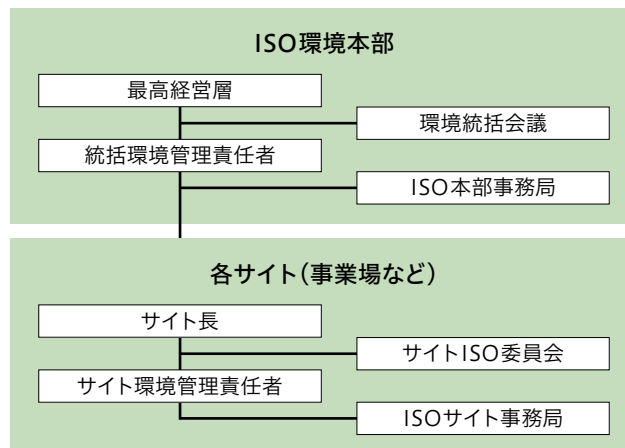 ISO環境本部
最高経営層
環境統括会議
統括環境管理責任者
ISO本部事務局
各サイト（事業場など）
サイト長
サイトISO委員会
サイト環境管理責任者
ISOサイト事務局